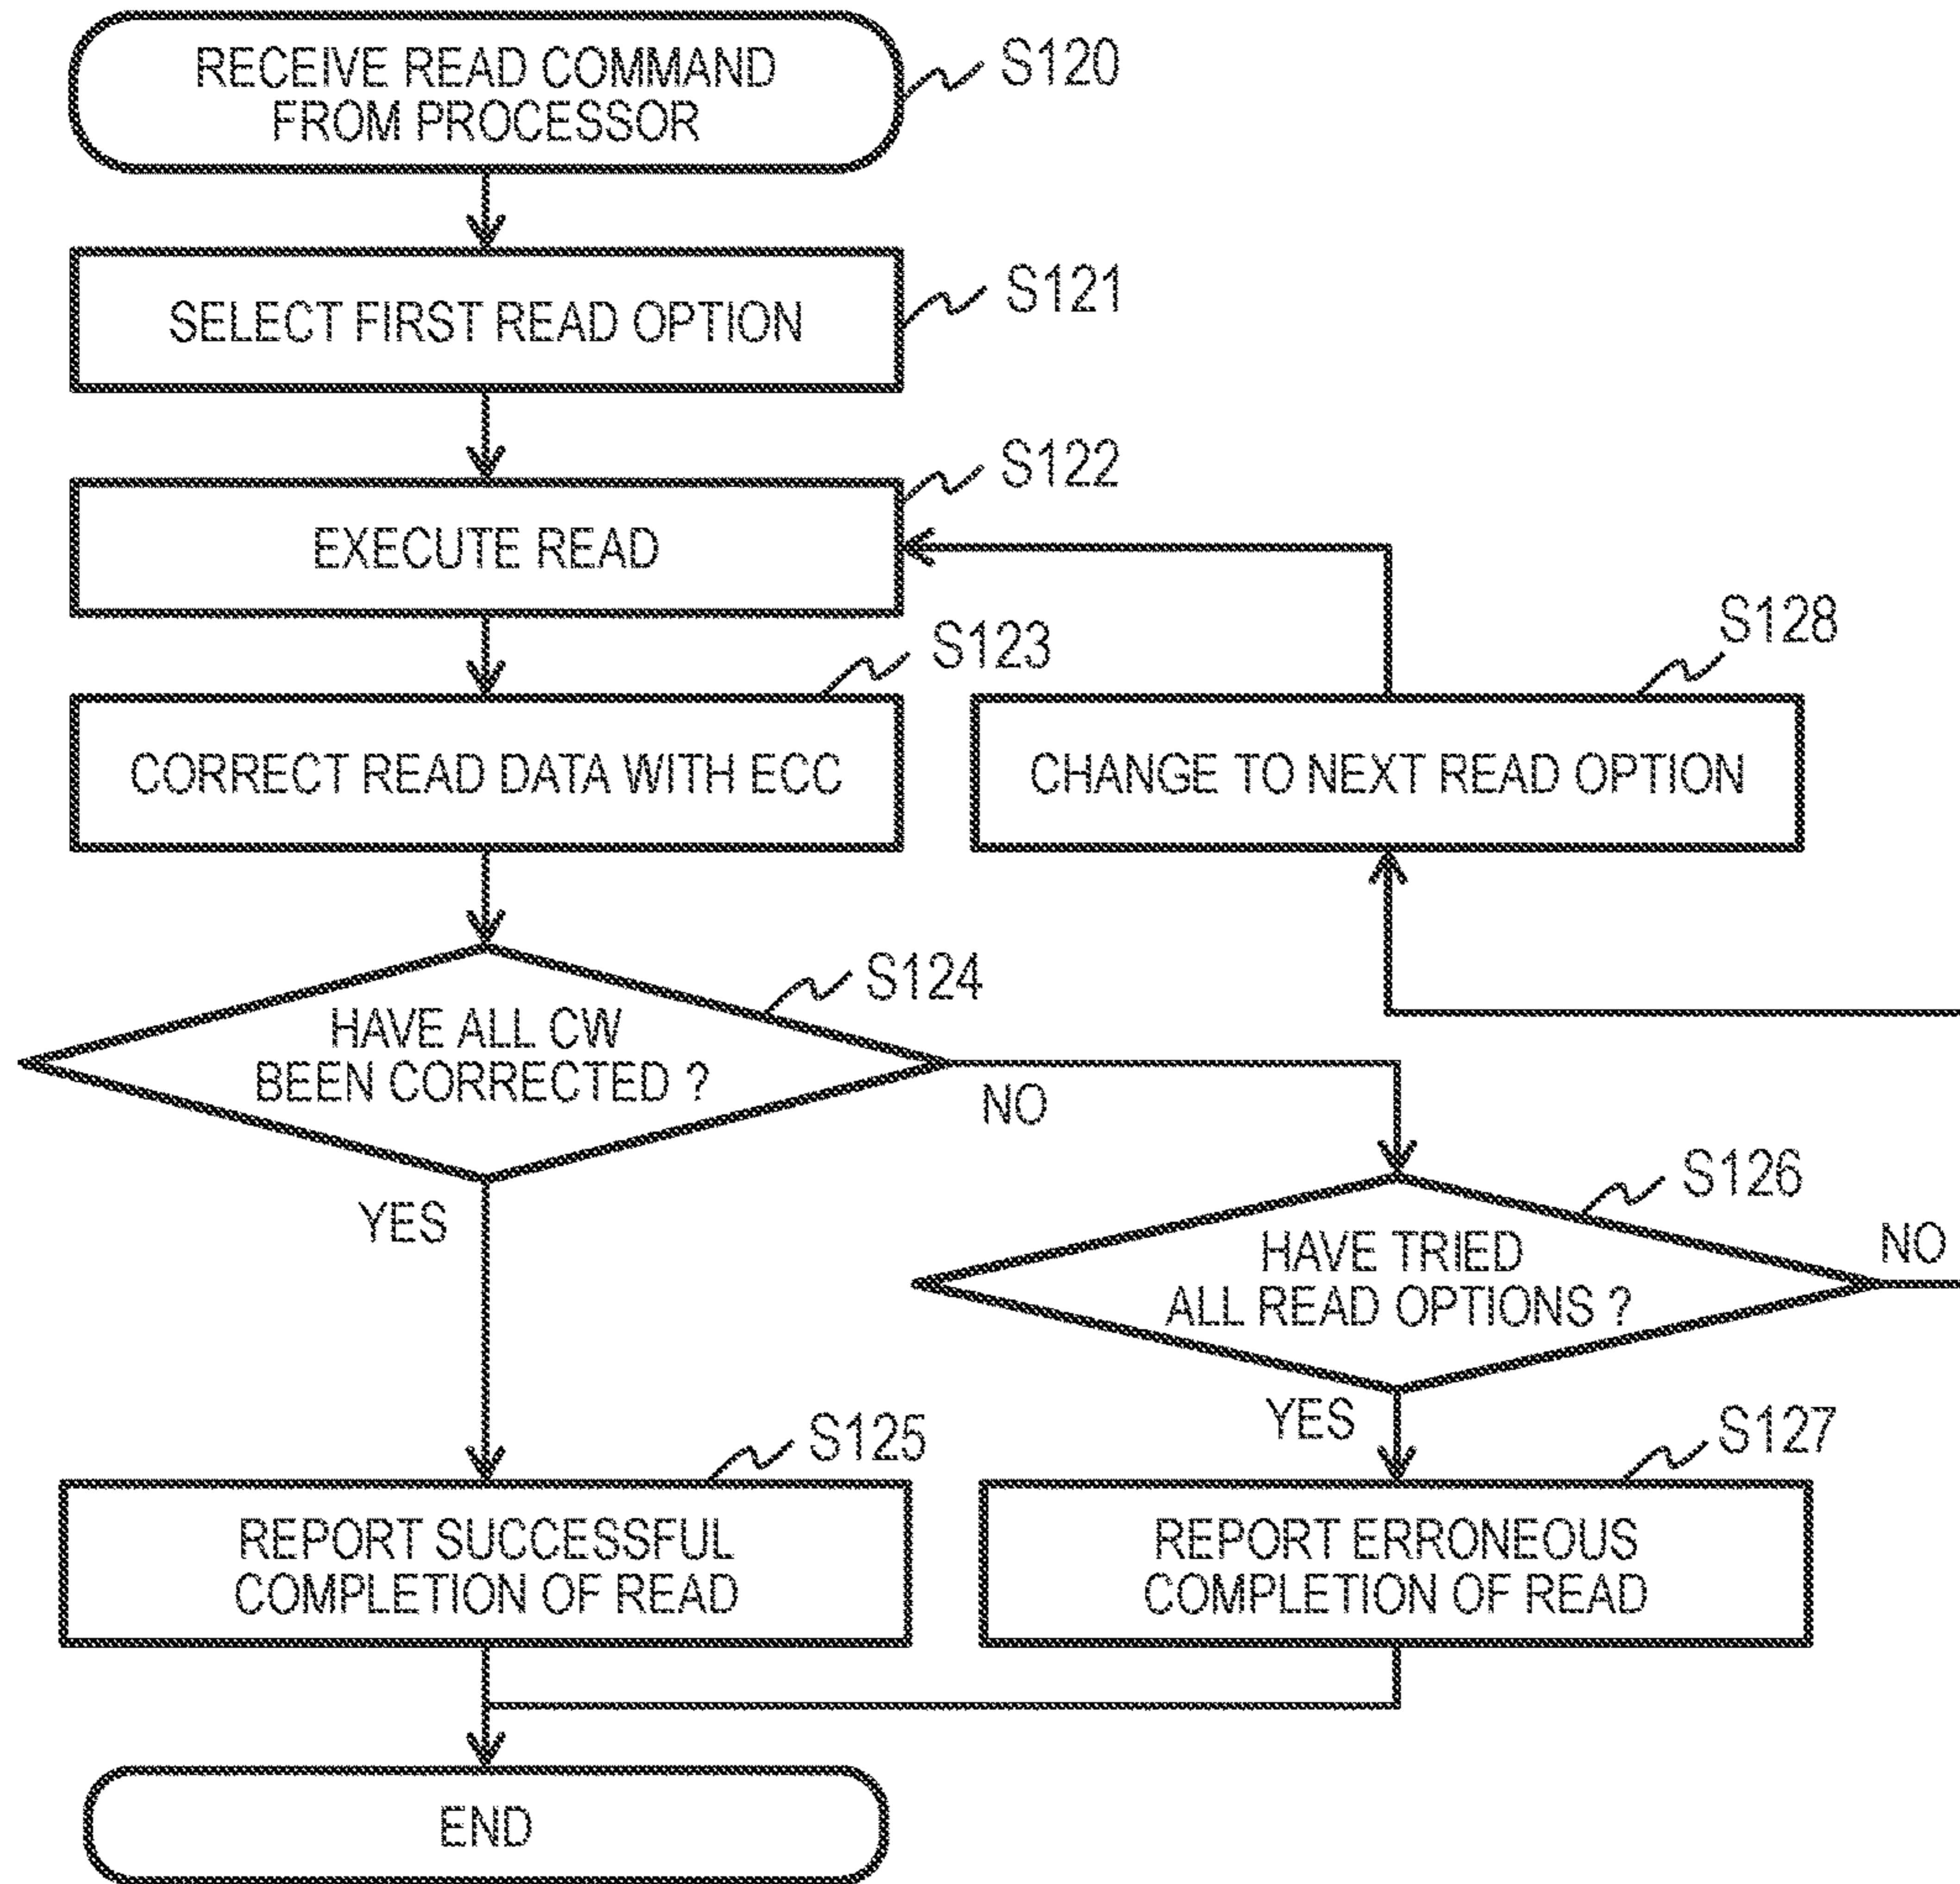 RECEIVE READ COMMAND
FROM PROCESSOR
S120
SELECT FIRST READ OPTION
S121
EXECUTE READ
S122
CORRECT READ DATA WITH ECC
S123
CHANGE TO NEXT READ OPTION
S128
HAVE ALL CW
BEEN CORRECTED ?
S124
NO
YES
HAVE TRIED
ALL READ OPTIONS ?
S126
NO
YES
REPORT SUCCESSFUL
COMPLETION OF READ
S125
REPORT ERRONEOUS
COMPLETION OF READ
S127
END